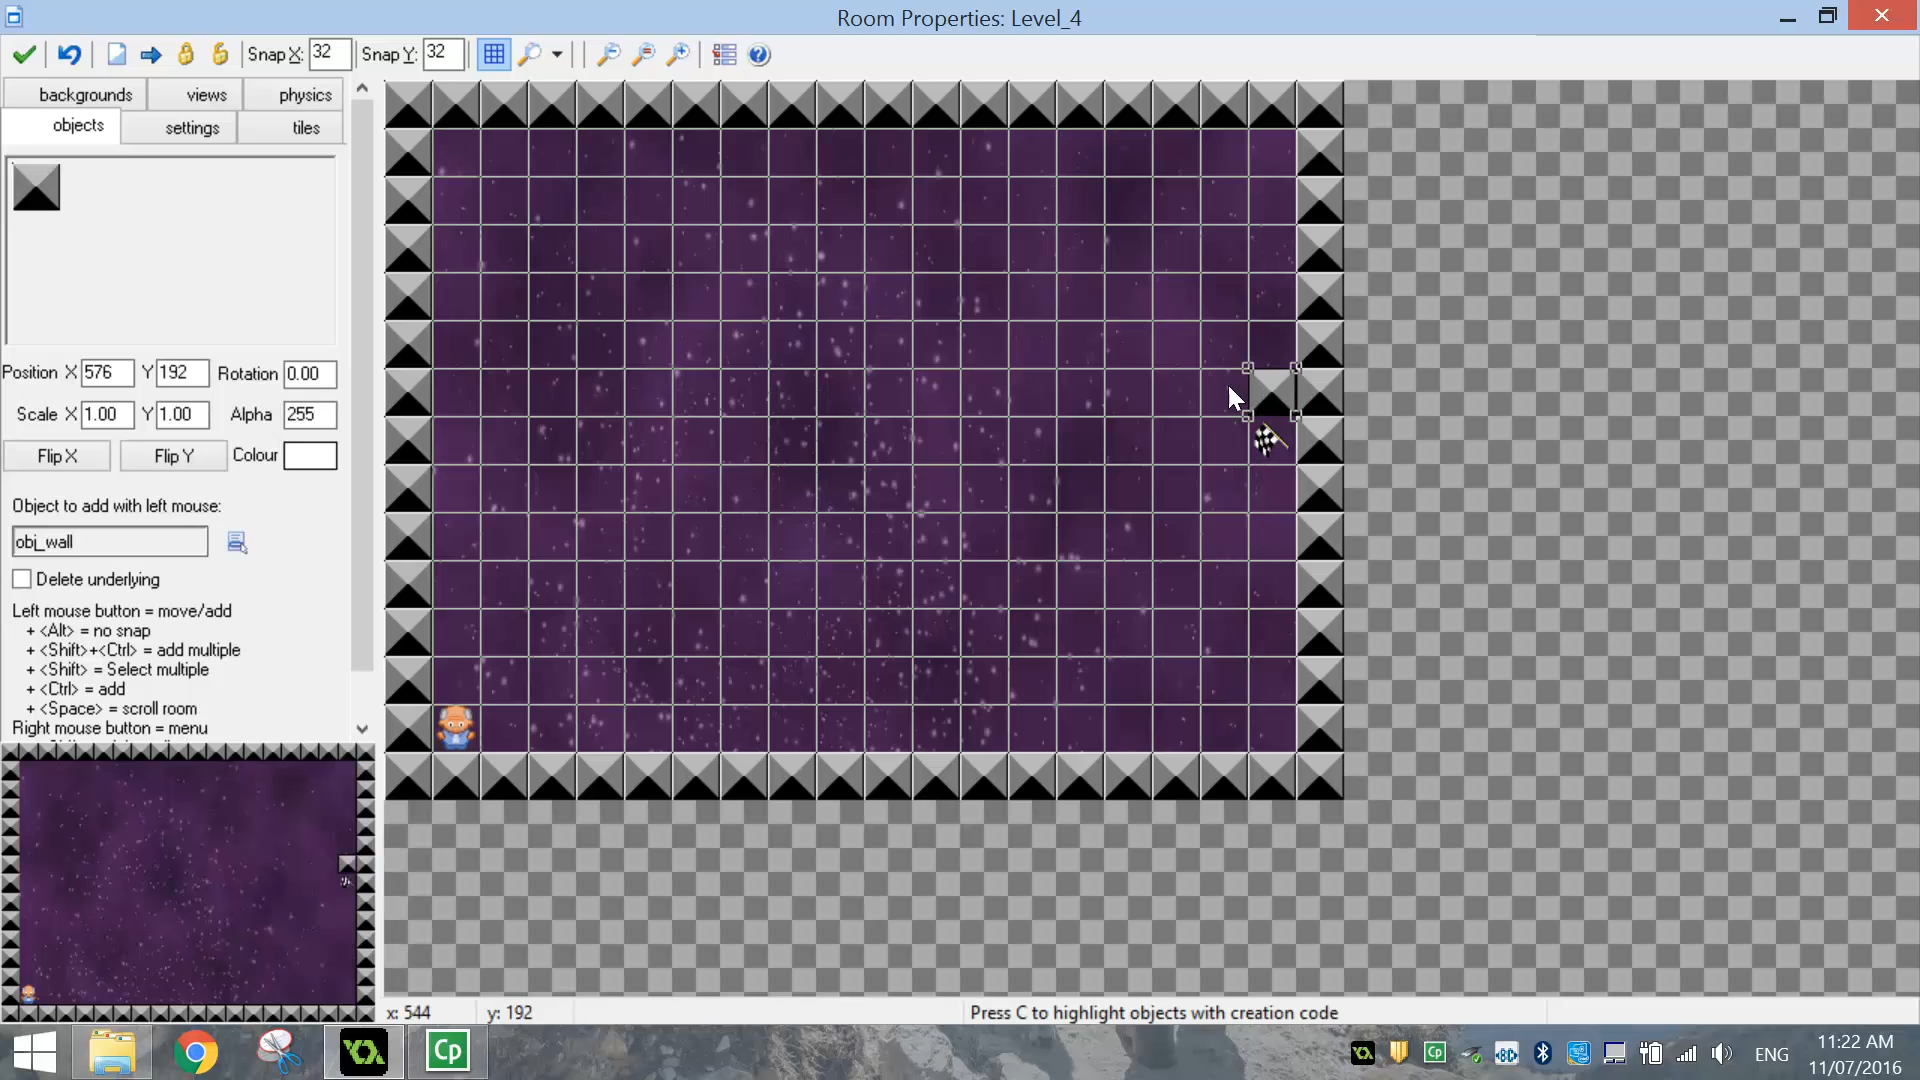 Room Properties: Level_4
Snap X: 32 Snap Y: 32
backgrounds views physics
objects settings tiles
Position X 576 Y 192 Rotation 0.00
Scale X 1.00 Y 1.00 Alpha 255
Flip X Flip Y Colour
Object to add with left mouse:
obj_wall
Delete underlying
Left mouse button = move/add
+ <Alt> = no snap
+ <Shift>+<Ctrl> = add multiple
+ <Shift> = Select multiple
+ <Ctrl> = add
+ <Space> = scroll room
Right mouse button = menu
x: 544 y: 192 Press C to highlight objects with creation code
Cp Cp ENG 11:22 AM
11/07/2016